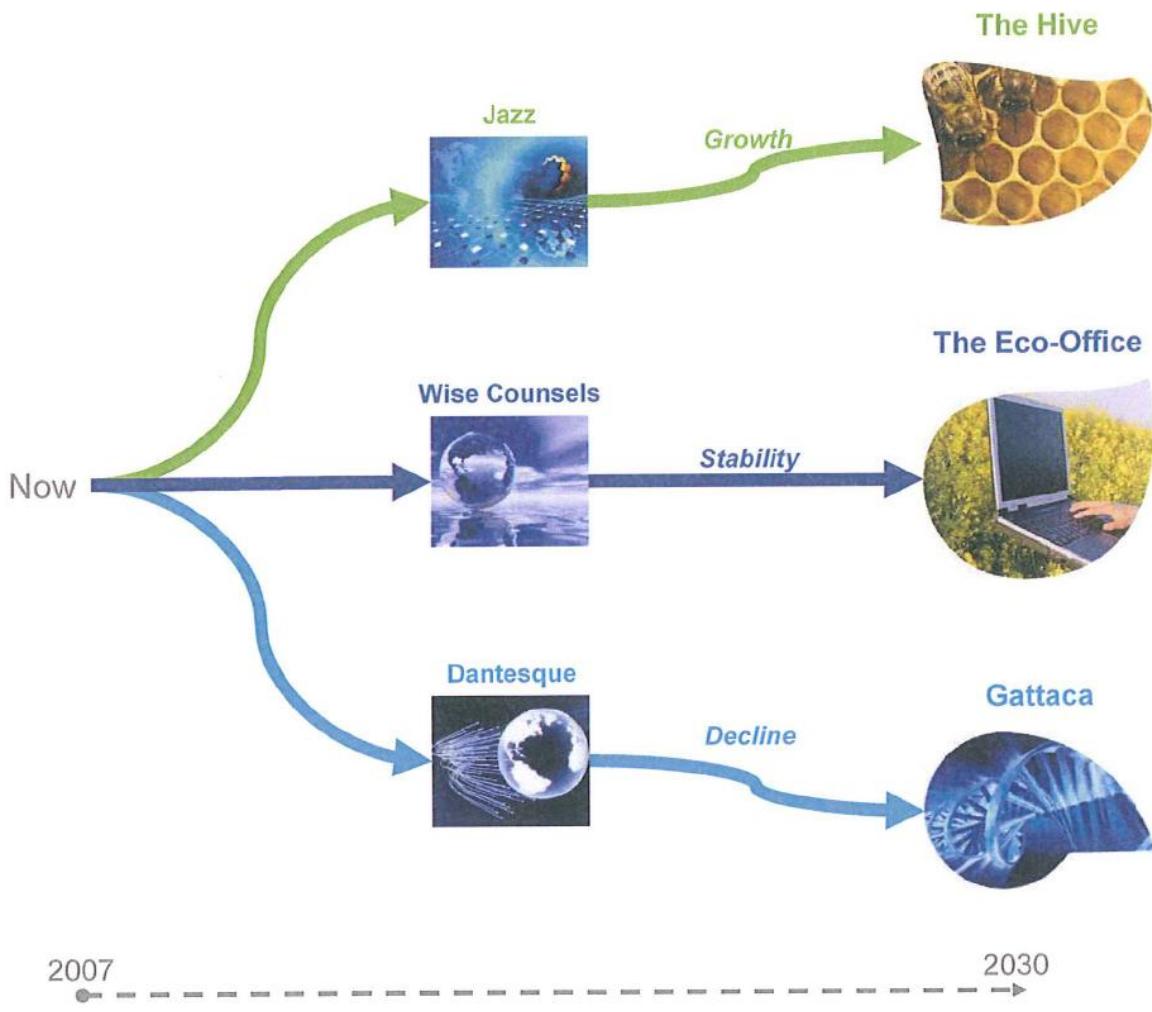 The Hive
Jazz
Growth
The Eco-Office
Wise Counsels
Stability
Now
Dantesque
Gattaca
Decline
2007
2030